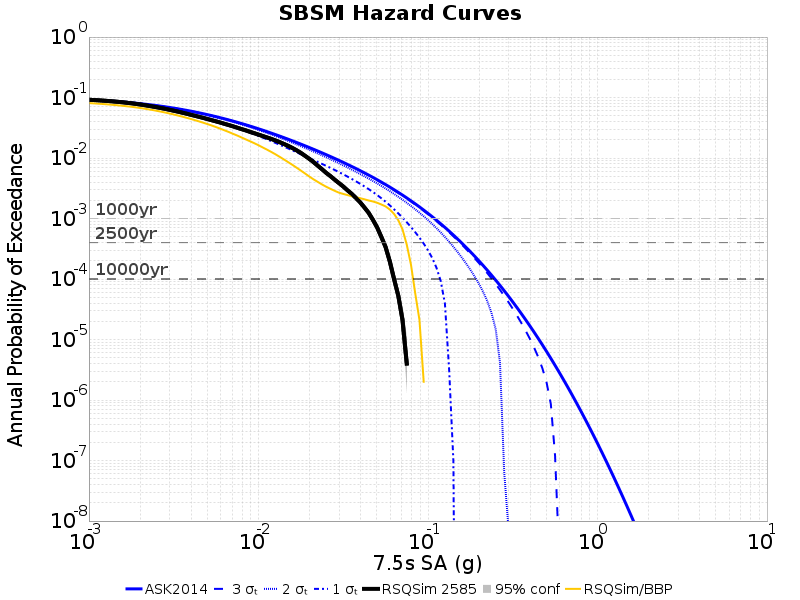 SBSM Hazard Curves
Annual Probability of Exceedance
10^0
10^-1
10^-2
10^-3
10^-4
10^-5
10^-6
10^-7
10^-8
1000yr
2500yr
10000yr
10^-3 10^-2 10^-1 10^0 10^1
7.5s SA (g)
ASK2014 3 σₜ 2 σₜ 1 σₜ RSQSim 2585 95% conf RSQSim/BBP